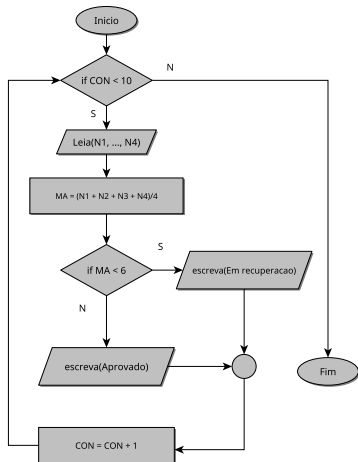 Inicio
N
if CON < 10
S
Leia(N1, ..., N4)
MA = (N1 + N2 + N3 + N4)/4
S
if MA < 6
escreva(Em recuperacao)
N
escreva(Aprovado)
Fim
CON = CON + 1